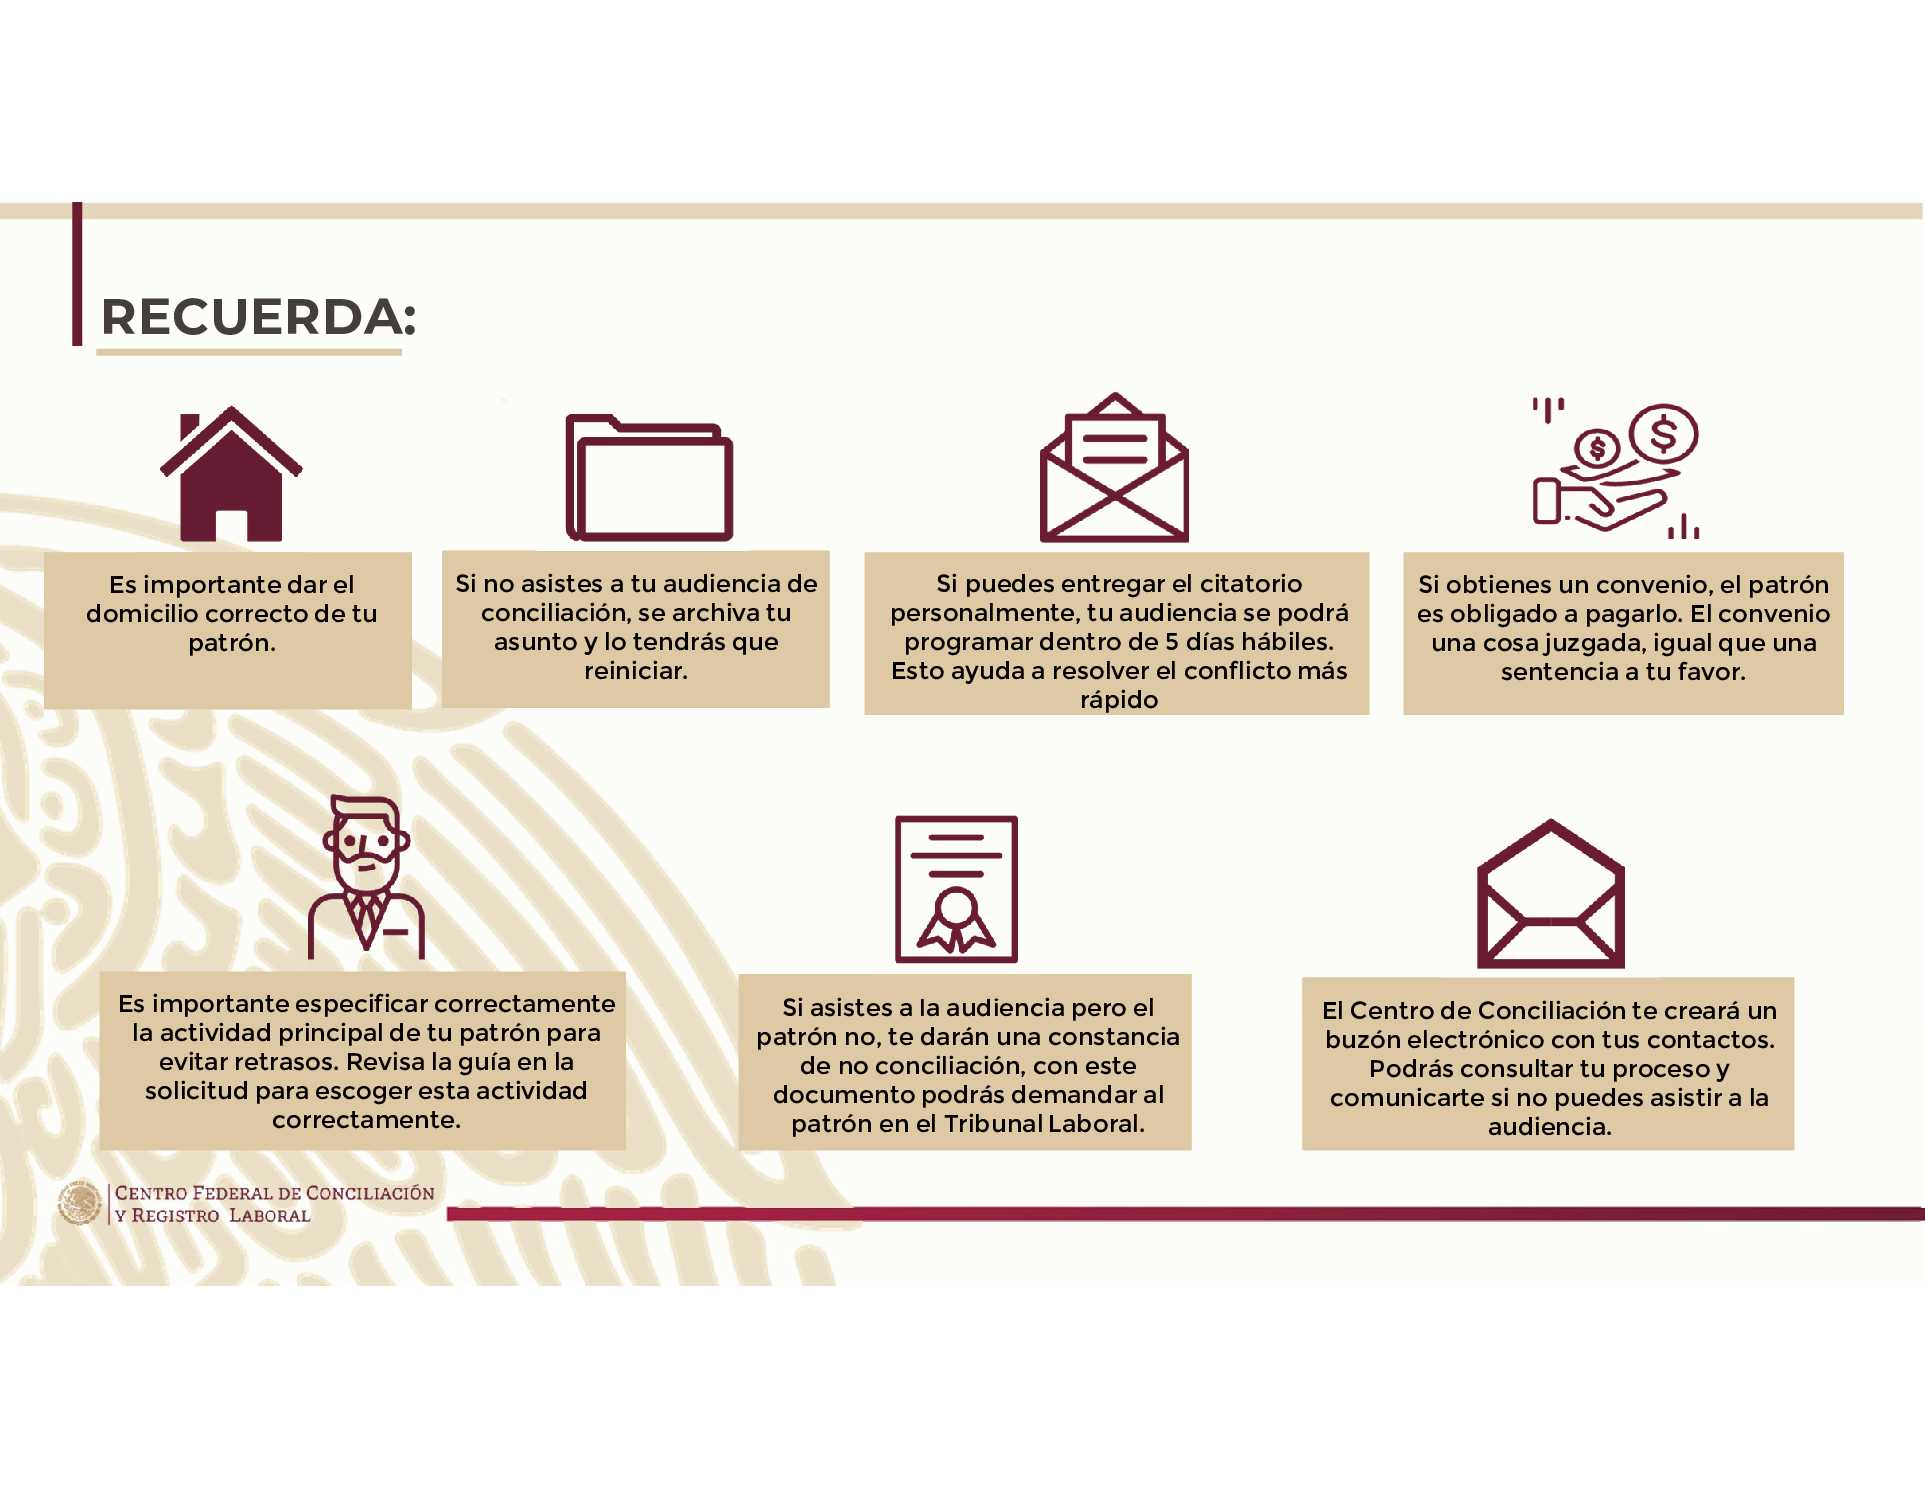 RECUERDA:
Es importante dar el
domicilio correcto de tu
patrón.
Si no asistes a tu audiencia de
conciliación, se archiva tu
asunto y lo tendrás que
reiniciar.
Si puedes entregar el citatorio
personalmente, tu audiencia se podrá
programar dentro de 5 días hábiles.
Esto ayuda a resolver el conflicto más
rápido
Si obtienes un convenio, el patrón
es obligado a pagarlo. El convenio
una cosa juzgada, igual que una
sentencia a tu favor.
Es importante especificar correctamente
la actividad principal de tu patrón para
evitar retrasos. Revisa la guía en la
solicitud para escoger esta actividad
correctamente.
Si asistes a la audiencia pero el
patrón no, te darán una constancia
de no conciliación, con este
documento podrás demandar al
patrón en el Tribunal Laboral.
El Centro de Conciliación te creará un
buzón electrónico con tus contactos.
Podrás consultar tu proceso y
comunicarte si no puedes asistir a la
audiencia.
CENTRO FEDERAL DE CONCILIACIÓN
Y REGISTRO LABORAL